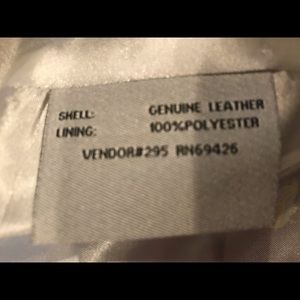 SHELL: GENUINE LEATHER
LINING: 100%POLYESTER
VENDOR#295 RN69426